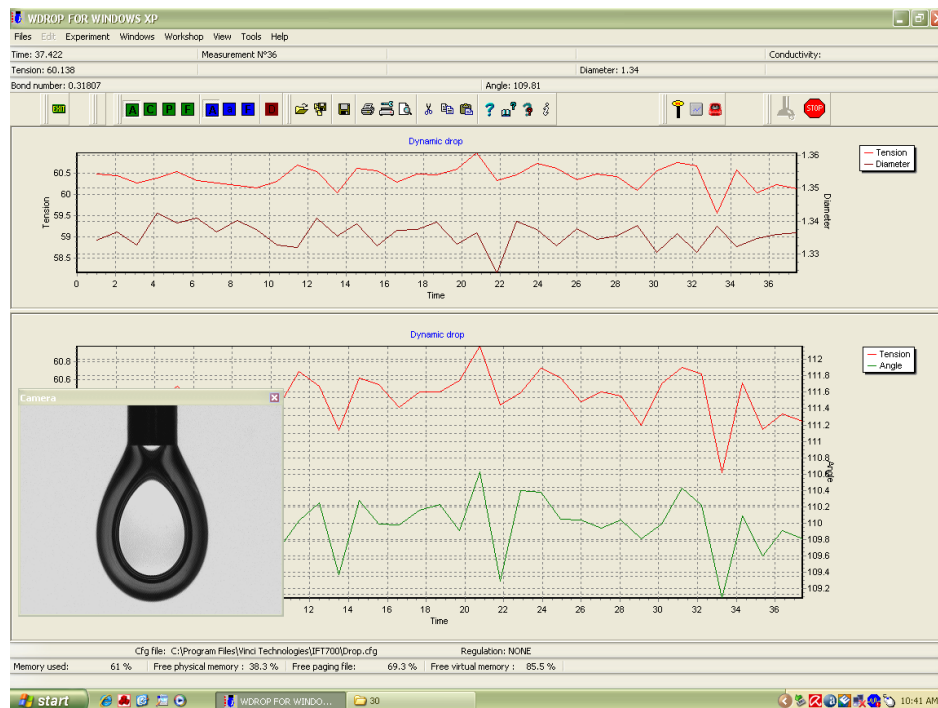 WDROP FOR WINDOWS XP
Files Edit Experiment Windows Workshop View Tools Help
Time: 37.422 Measurement N°36 Conductivity:
Tension: 60.138 Diameter: 1.34
Bond number: 0.31807 Angle: 109.81
EXIT A C P F A E D STOP
Dynamic drop
Tension
Diameter
60.5
60
59.5
59
58.5
Tension
1.36
1.35
1.34
1.33
Diameter
0 2 4 6 8 10 12 14 16 18 20 22 24 26 28 30 32 34 36
Time
Dynamic drop
Tension
Angle
60.8
60.6
112
111.8
111.6
111.4
111.2
111
110.8
110.6
110.4
110.2
110
109.8
109.6
109.4
109.2
Angle
Camera
12 14 16 18 20 22 24 26 28 30 32 34 36
Time
Cfg file: C:\Program Files\Vinci Technologies\IFT700\Drop.cfg Regulation: NONE
Memory used: 61 % Free physical memory : 38.3 % Free paging file: 69.3 % Free virtual memory : 85.5 %
start WDROP FOR WINDO... 30 10:41 AM